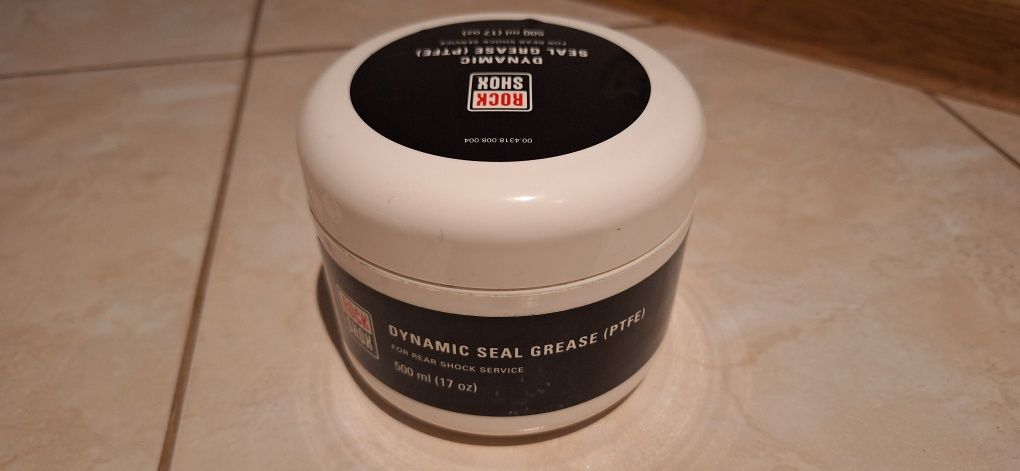 00.4318.008.004
ROCK
SHOX
DYNAMIC
SEAL GREASE (PTFE)
FOR REAR SHOCK SERVICE
500 ml (17 oz)
ROCK
SHOX
DYNAMIC SEAL GREASE (PTFE)
FOR REAR SHOCK SERVICE
500 ml (17 oz)